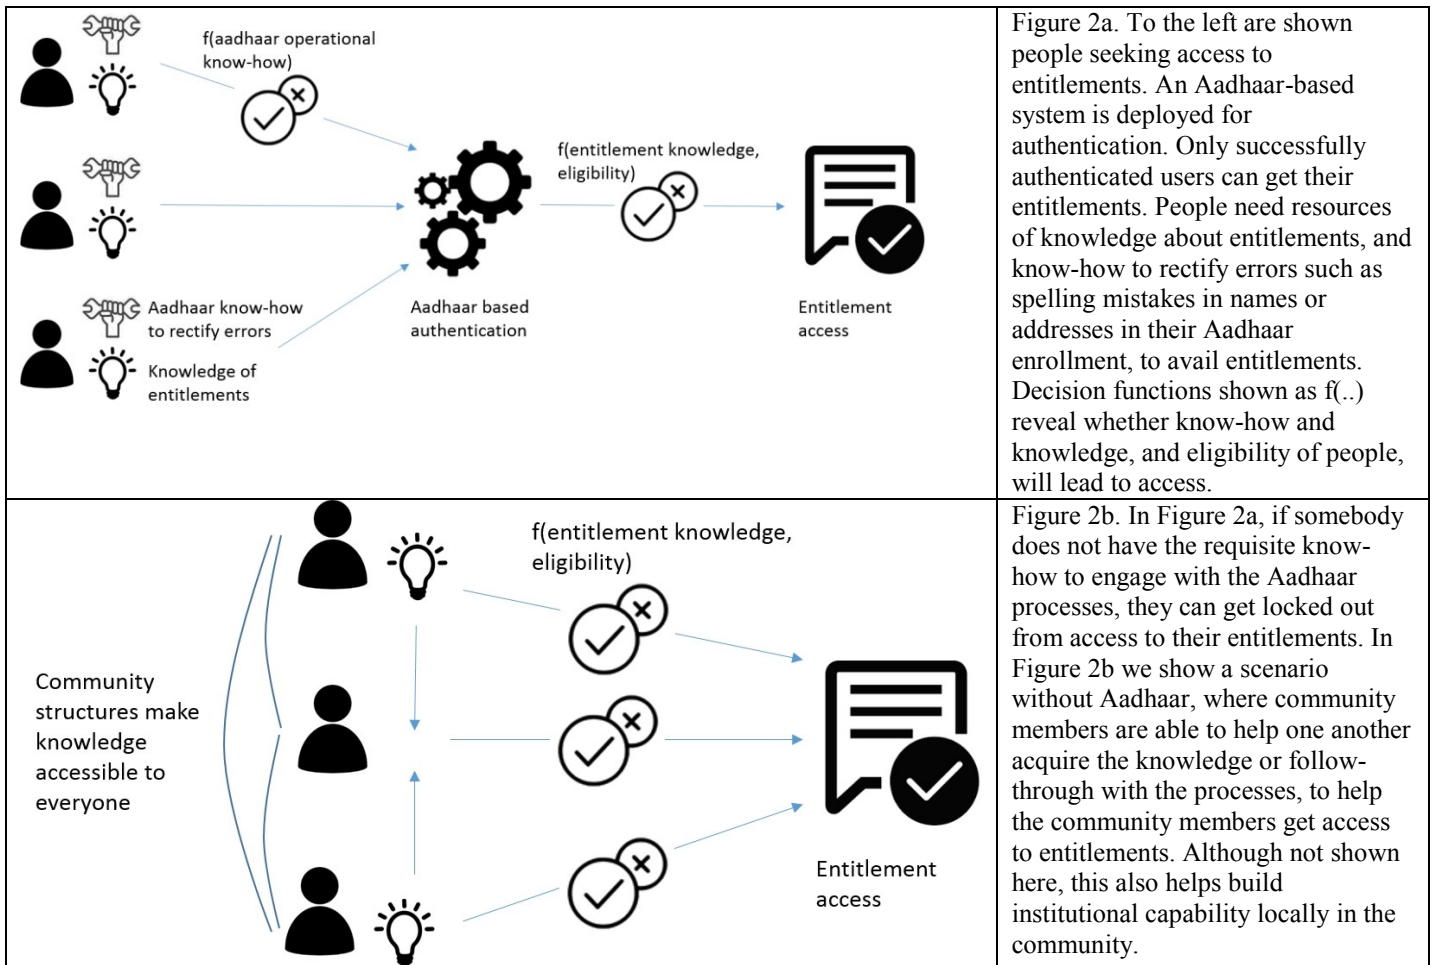 f(aadhaar operational
know-how)
f(entitlement knowledge,
eligibility)
Aadhaar know-how
to rectify errors
Knowledge of
entitlements
Aadhaar based
authentication
Entitlement
access
Figure 2a. To the left are shown
people seeking access to
entitlements. An Aadhaar-based
system is deployed for
authentication. Only successfully
authenticated users can get their
entitlements. People need resources
of knowledge about entitlements, and
know-how to rectify errors such as
spelling mistakes in names or
addresses in their Aadhaar
enrollment, to avail entitlements.
Decision functions shown as f(..)
reveal whether know-how and
knowledge, and eligibility of people,
will lead to access.
f(entitlement knowledge,
eligibility)
Community
structures make
knowledge
accessible to
everyone
Entitlement
access
Figure 2b. In Figure 2a, if somebody
does not have the requisite know-
how to engage with the Aadhaar
processes, they can get locked out
from access to their entitlements. In
Figure 2b we show a scenario
without Aadhaar, where community
members are able to help one another
acquire the knowledge or follow-
through with the processes, to help
the community members get access
to entitlements. Although not shown
here, this also helps build
institutional capability locally in the
community.